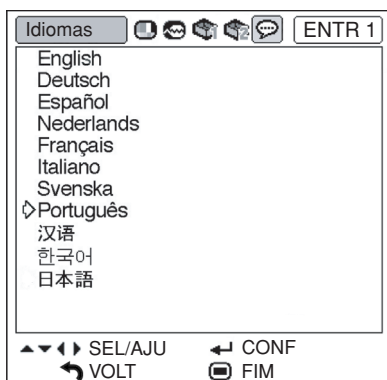 Idiomas ENTR 1
English
Deutsch
Español
Nederlands
Français
Italiano
Svenska
Português
汉语
한국어
日本語
SEL/AJU CONF
VOLT FIM